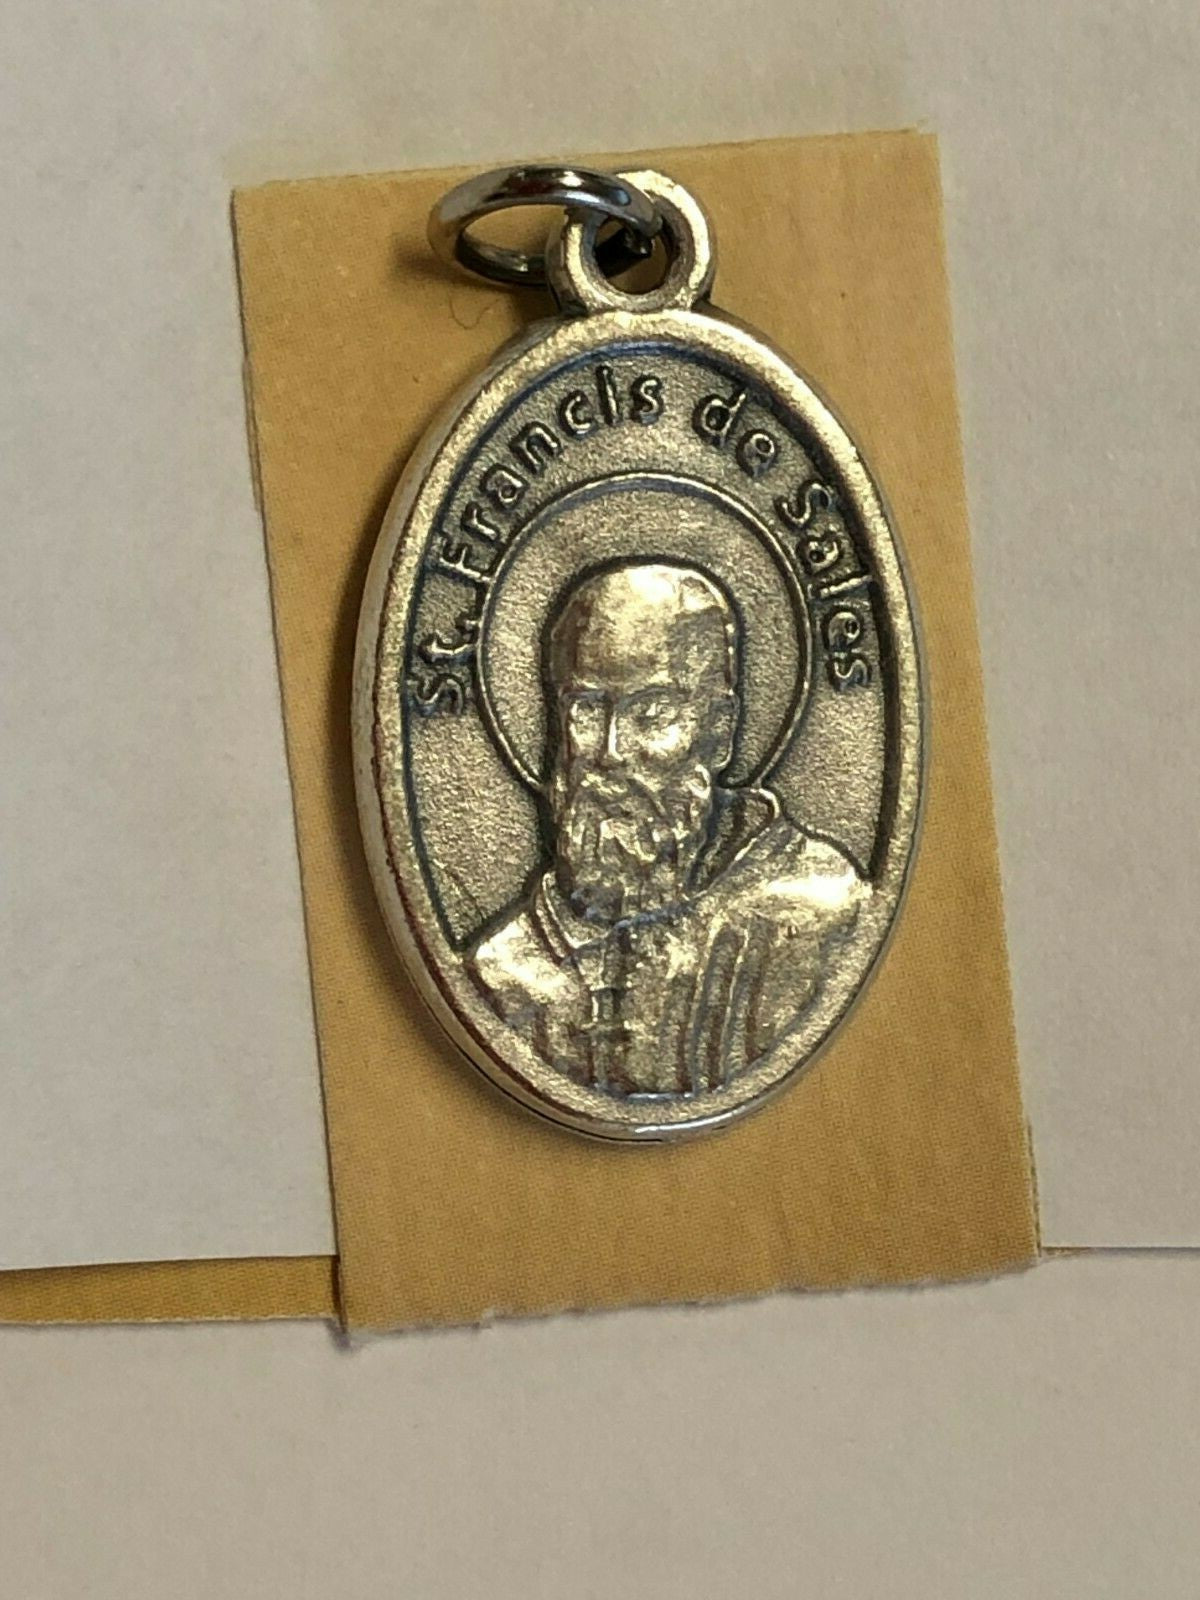 St. Francis de Sales